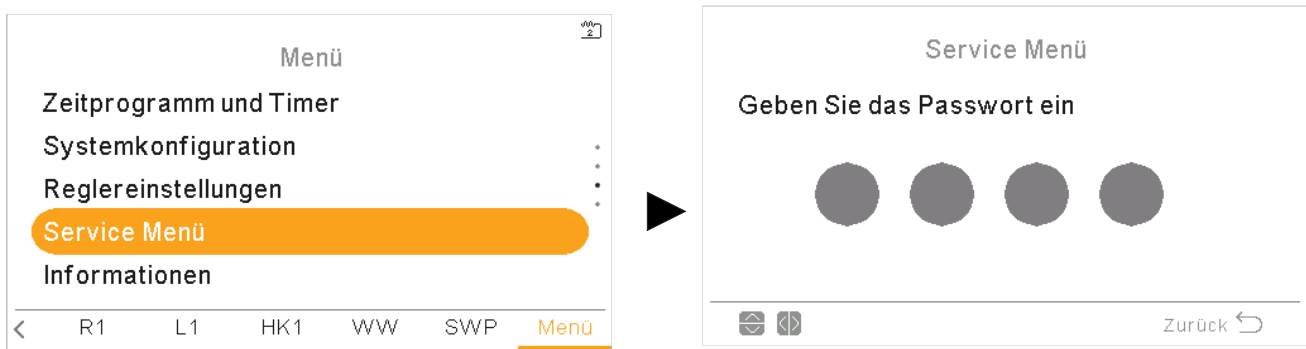 2
Menü
Zeitprogramm und Timer
Systemkonfiguration
Reglereinstellungen
Service Menü
Informationen
R1 L1 HK1 WW SWP Menü
Service Menü
Geben Sie das Passwort ein
Zurück